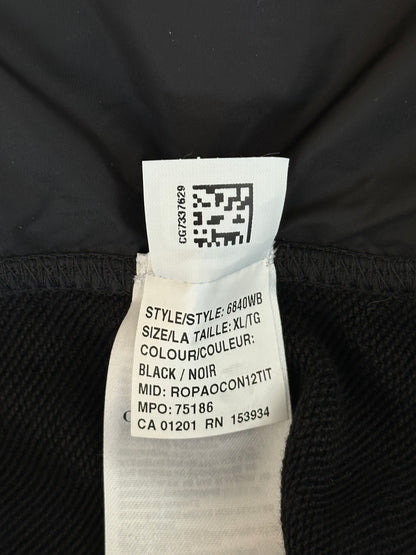 CG7337629
STYLE/STYLE: 6840WB
SIZE/LA TAILLE: XL/TG
COLOUR/COULEUR:
BLACK / NOIR
MID: ROPAOCON12TIT
MPO: 75186
CA 01201 RN 153934